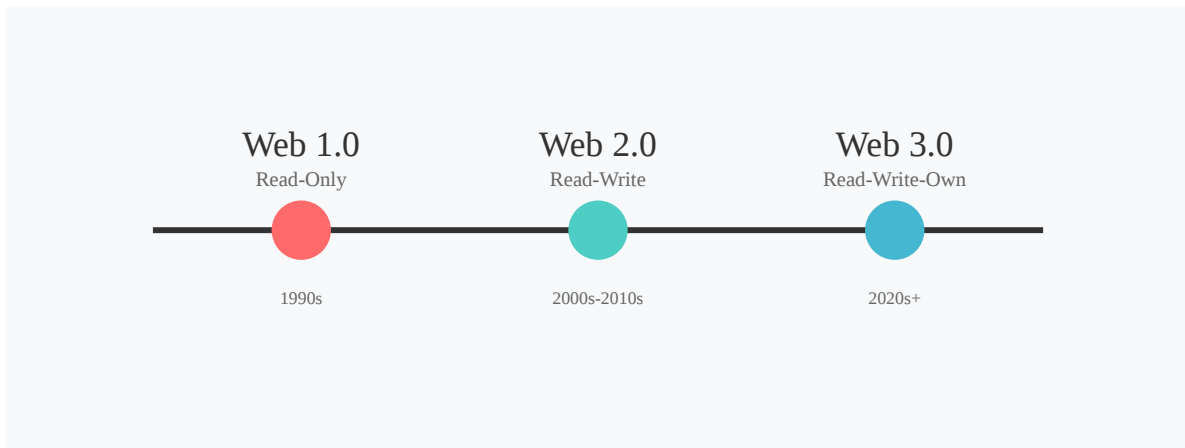 Web 1.0
Read-Only
1990s
Web 2.0
Read-Write
2000s-2010s
Web 3.0
Read-Write-Own
2020s+